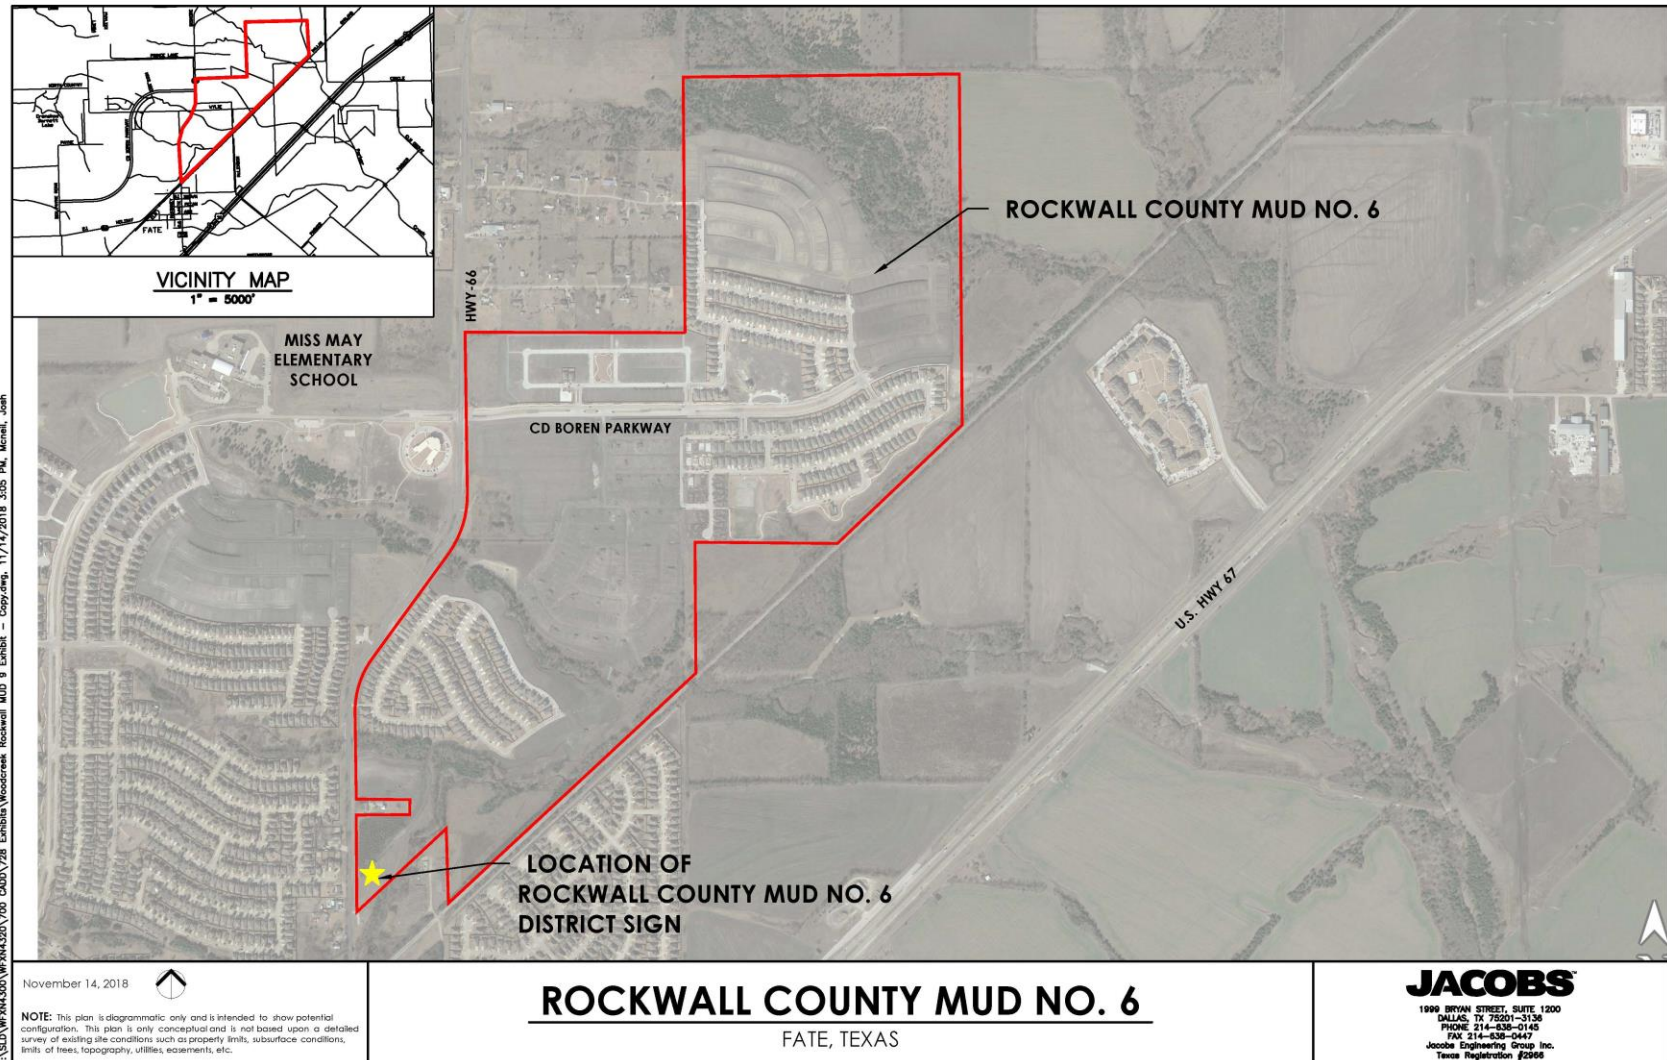 VICINITY MAP
1" = 5000'
FATE
CD BOREN PARKWAY
WYLIE
HWY-66
MISS MAY
ELEMENTARY
SCHOOL
CD BOREN PARKWAY
ROCKWALL COUNTY MUD NO. 6
U.S. HWY 67
LOCATION OF
ROCKWALL COUNTY MUD NO. 6
DISTRICT SIGN
November 14, 2018
NOTE: This plan is diagrammatic only and is intended to show potential
configuration. This plan is only conceptual and is not based upon a detailed
survey of existing site conditions such as property limits, subsurface conditions,
limits of trees, topography, utilities, easements, etc.
ROCKWALL COUNTY MUD NO. 6
FATE, TEXAS
JACOBS
1999 BRYAN STREET, SUITE 1200
DALLAS, TX 75201-3136
PHONE 214-638-0145
FAX 214-638-0447
Jacobs Engineering Group Inc.
Texas Registration #2966